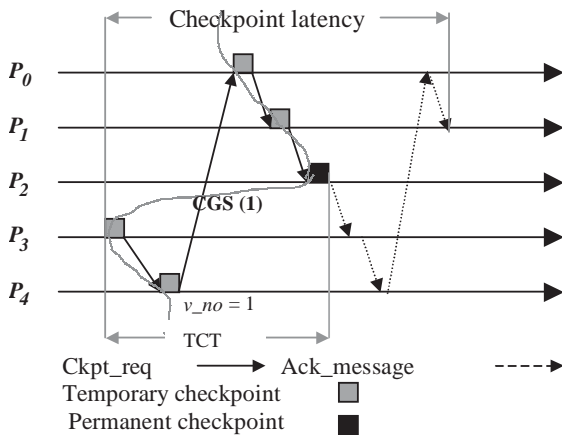 Checkpoint latency
P0
P1
P2
CGS (1)
P3
P4
v_no = 1
TCT
Ckpt_req Ack_message
Temporary checkpoint
Permanent checkpoint